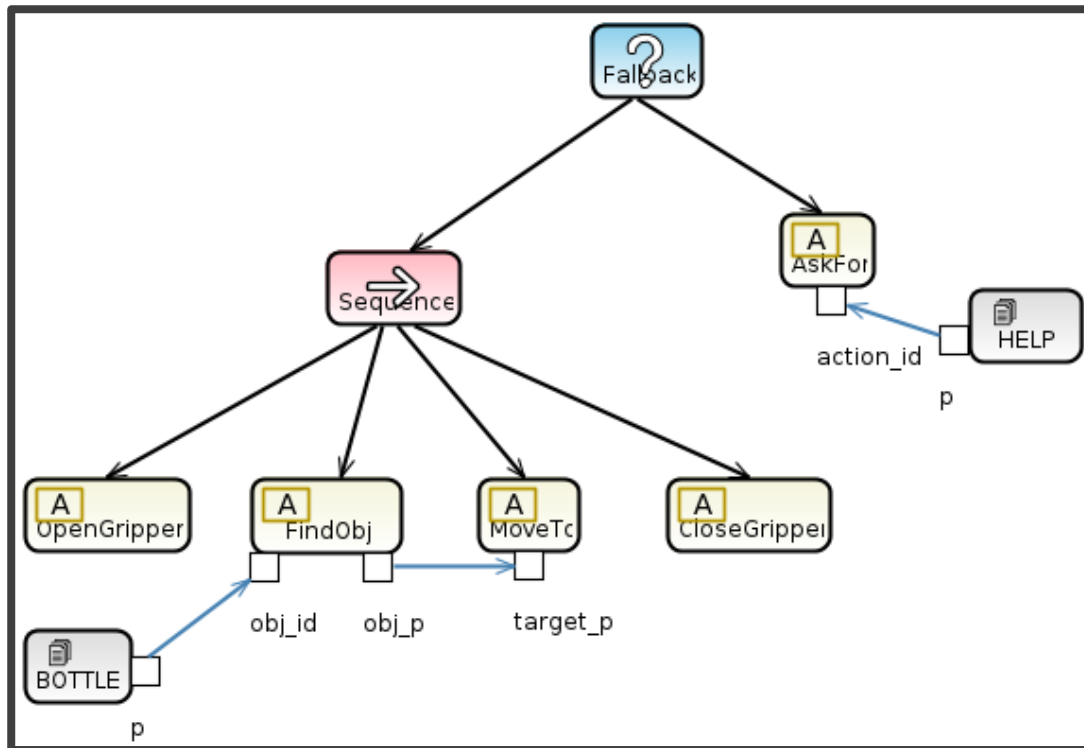 ?
Fallback
A
AskFor
Sequence
HELP
action_id
p
A
OpenGripper
A
FindObj
A
MoveTo
A
CloseGripper
obj_id
obj_p
target_p
BOTTLE
p